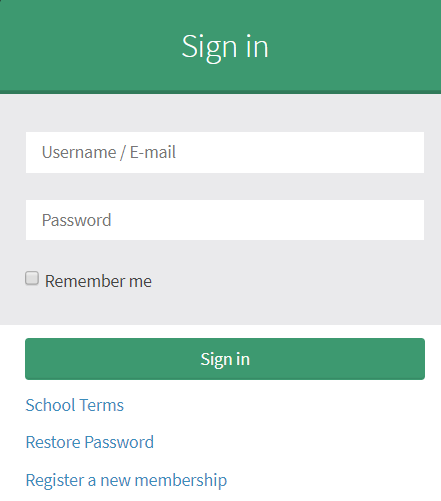 Sign in
Username / E-mail
Password
Remember me
Sign in
School Terms
Restore Password
Register a new membership